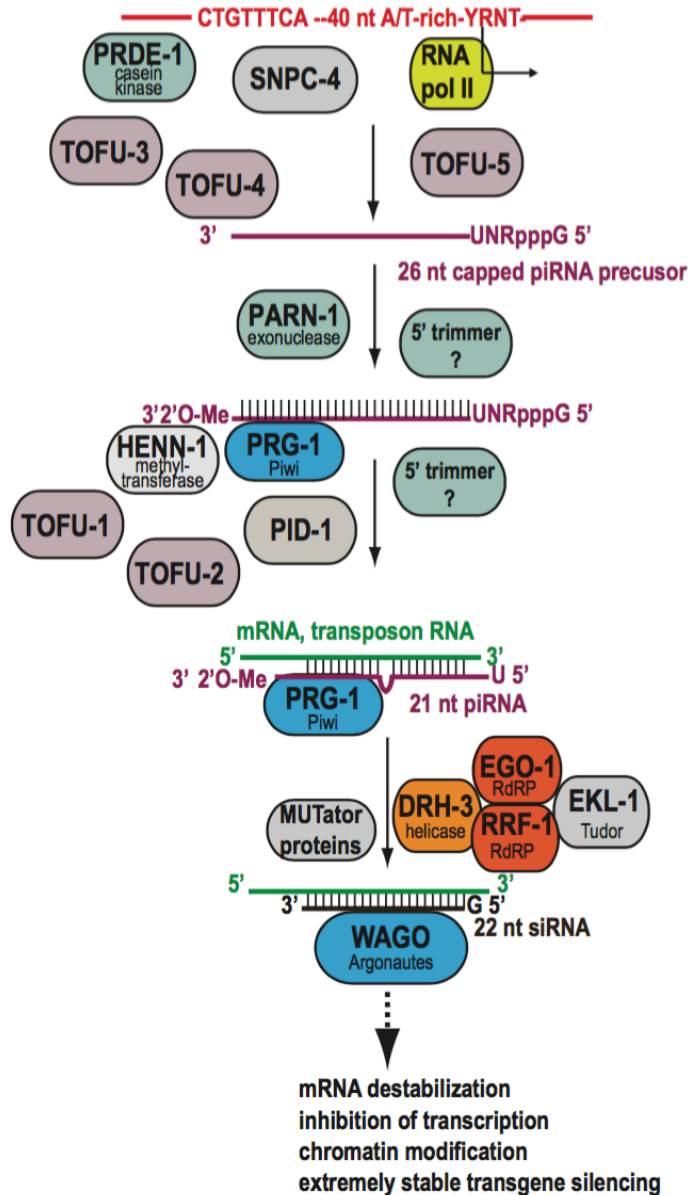 CTGTTTCA --40 nt A/T-rich-YRNT-
PRDE-1
casein
kinase
SNPC-4
RNA
pol II
TOFU-3
TOFU-4
TOFU-5
3’
UNRpppG 5’
26 nt capped piRNA precusor
PARN-1
exonuclease
5’ trimmer
?
3’2’O-Me
UNRpppG 5’
HENN-1
methyl-
transferase
PRG-1
Piwi
5’ trimmer
?
TOFU-1
TOFU-2
PID-1
mRNA, transposon RNA
5’
3’
3’ 2’O-Me
U 5’
PRG-1
Piwi
21 nt piRNA
MUTator
proteins
DRH-3
helicase
EGO-1
RdRP
RRF-1
RdRP
EKL-1
Tudor
5’
3’
3’
G 5’
22 nt siRNA
WAGO
Argonautes
mRNA destabilization
inhibition of transcription
chromatin modification
extremely stable transgene silencing